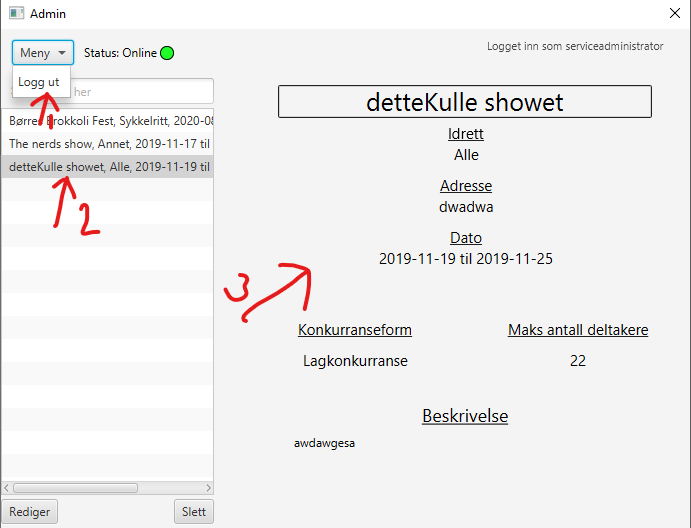 Admin
Meny
Status: Online
Logget inn som serviceadministrator
Logg ut
her
detteKulle showet
Idrett
Alle
Adresse
dwadwa
Dato
2019-11-19 til 2019-11-25
Konkurranseform
Maks antall deltakere
Lagkonkurranse
22
Beskrivelse
awdawgesa
Børre Brokkoli Fest, Sykkelritt, 2020-08
The nerds show, Annet, 2019-11-17 til
detteKulle showet, Alle, 2019-11-19 til
1
2
3
Rediger
Slett